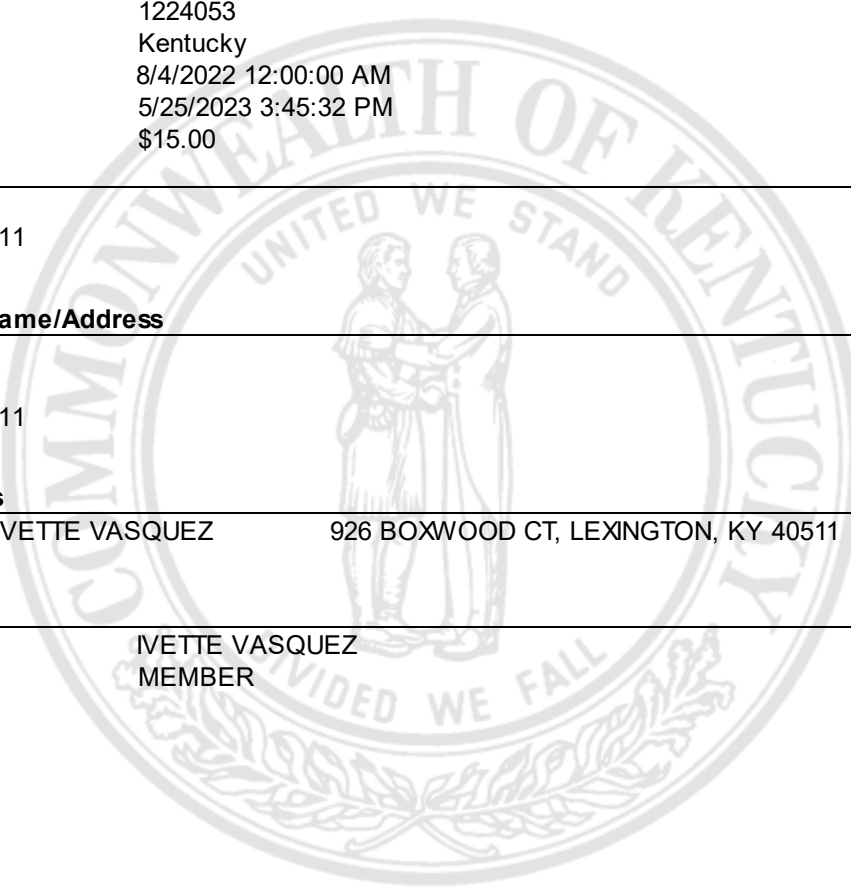 1224053
Kentucky
8/4/2022 12:00:00 AM
5/25/2023 3:45:32 PM
$15.00
11
ame/Address
11
s
IVETTE VASQUEZ 926 BOXWOOD CT, LEXINGTON, KY 40511
IVETTE VASQUEZ
MEMBER
COMMONWEALTH OF KENTUCKY
UNITED WE STAND
DIVIDED WE FALL